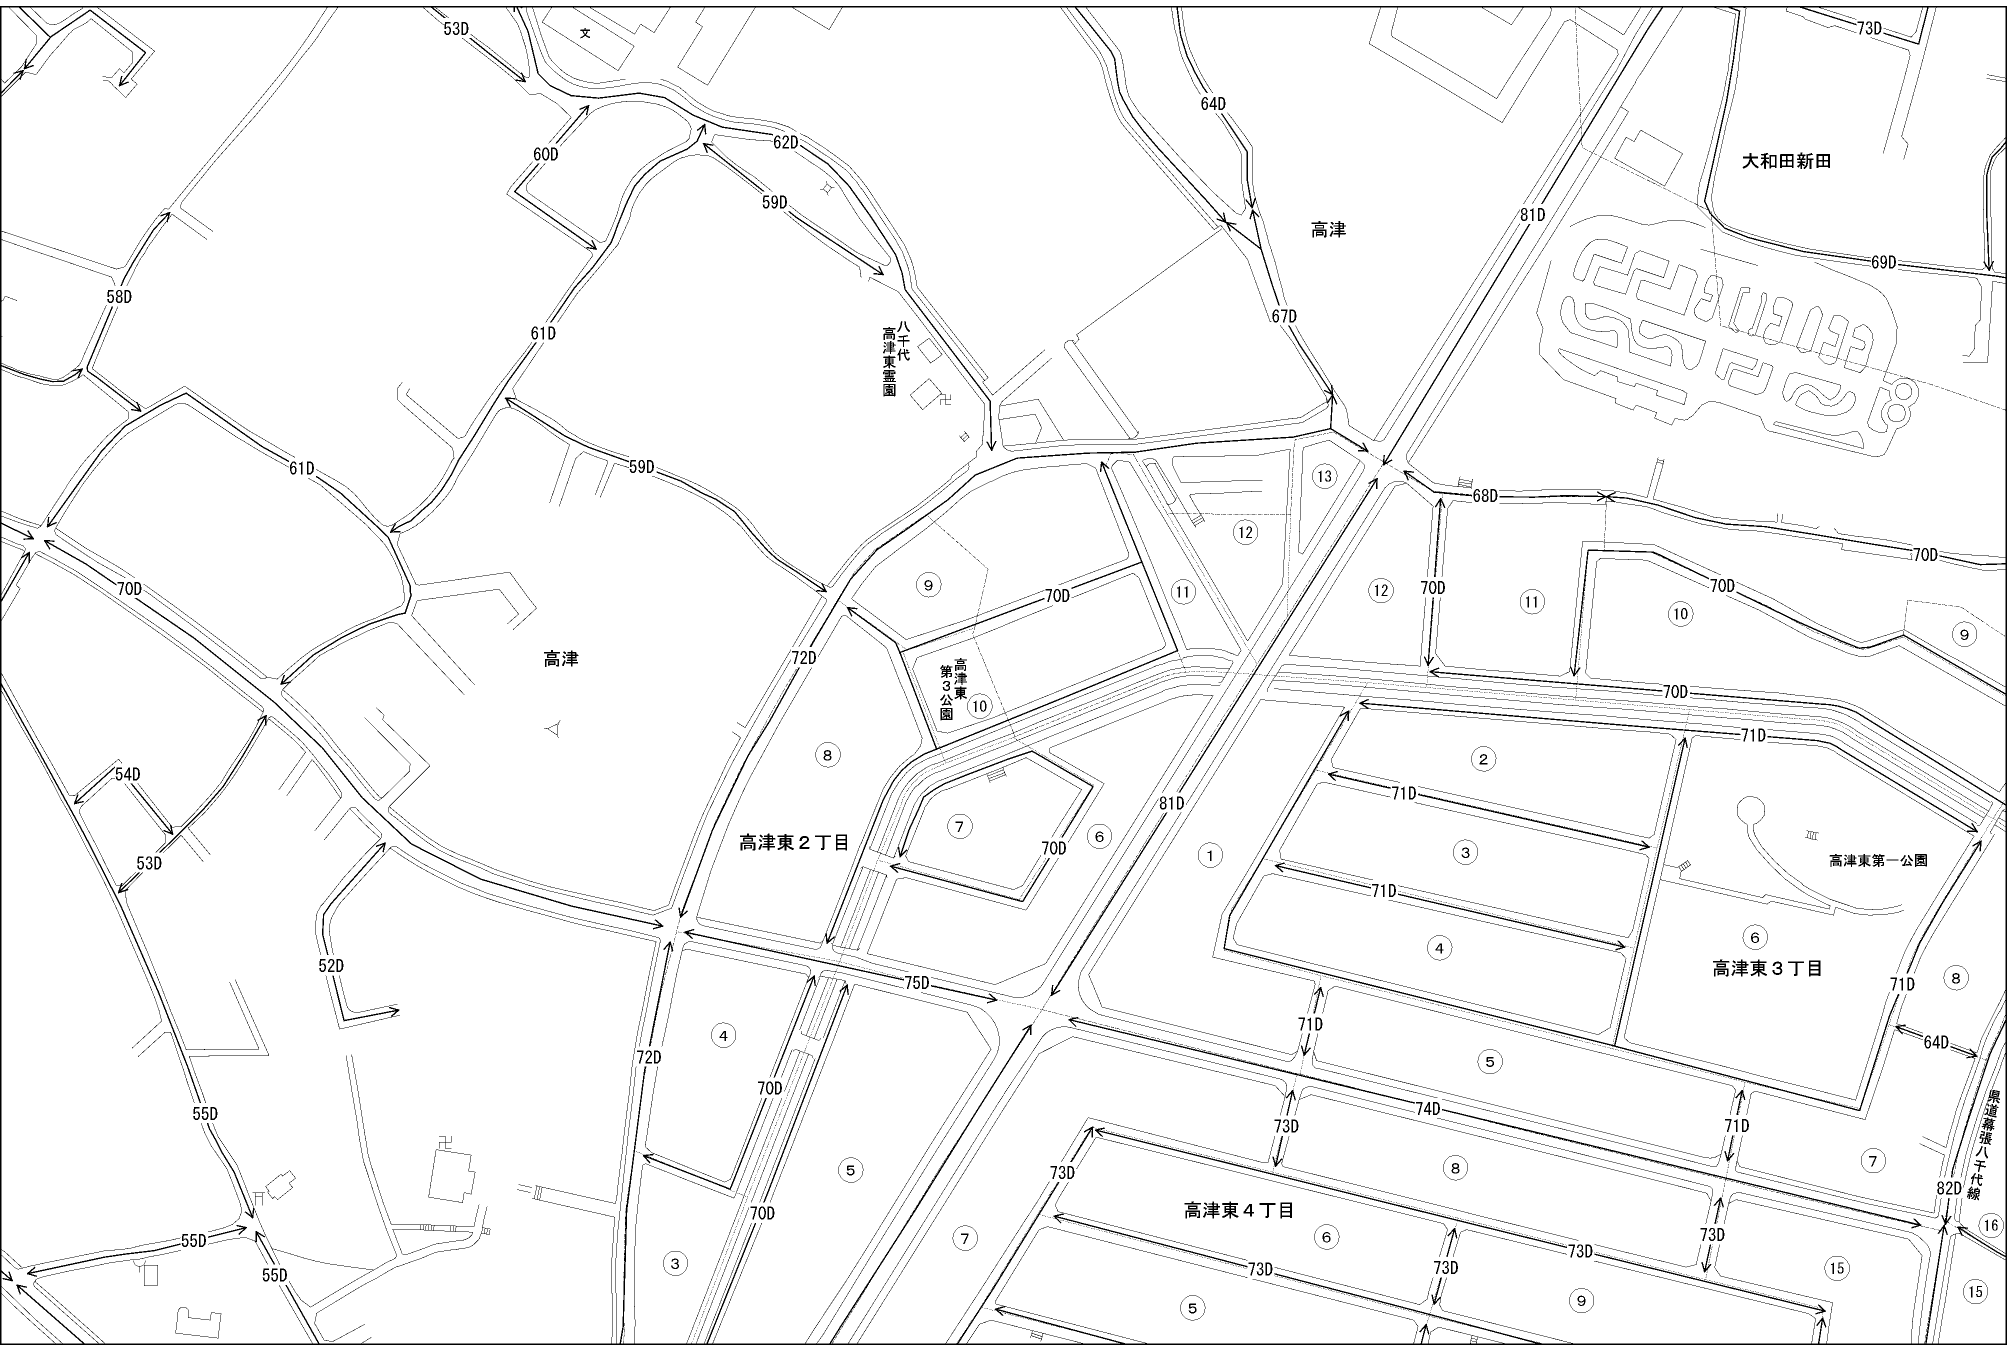 53D
文
73D
64D
62D
60D
大和田新田
59D
81D
高津
69D
58D
67D
61D
八千代
高津東霊園
61D
59D
13
68D
12
70D
9
70D
70D
70D
12
11
10
70D
11
70D
9
高津
72D
高津東
第3公園
10
70D
71D
8
2
54D
71D
81D
高津東2丁目
7
6
70D
1
3
高津東第一公園
53D
71D
6
4
高津東3丁目
52D
75D
71D
8
71D
4
5
64D
72D
70D
74D
55D
73D
71D
県道幕張八千代線
7
5
8
73D
82D
70D
高津東4丁目
16
7
6
73D
73D
55D
3
73D
73D
15
55D
15
5
9